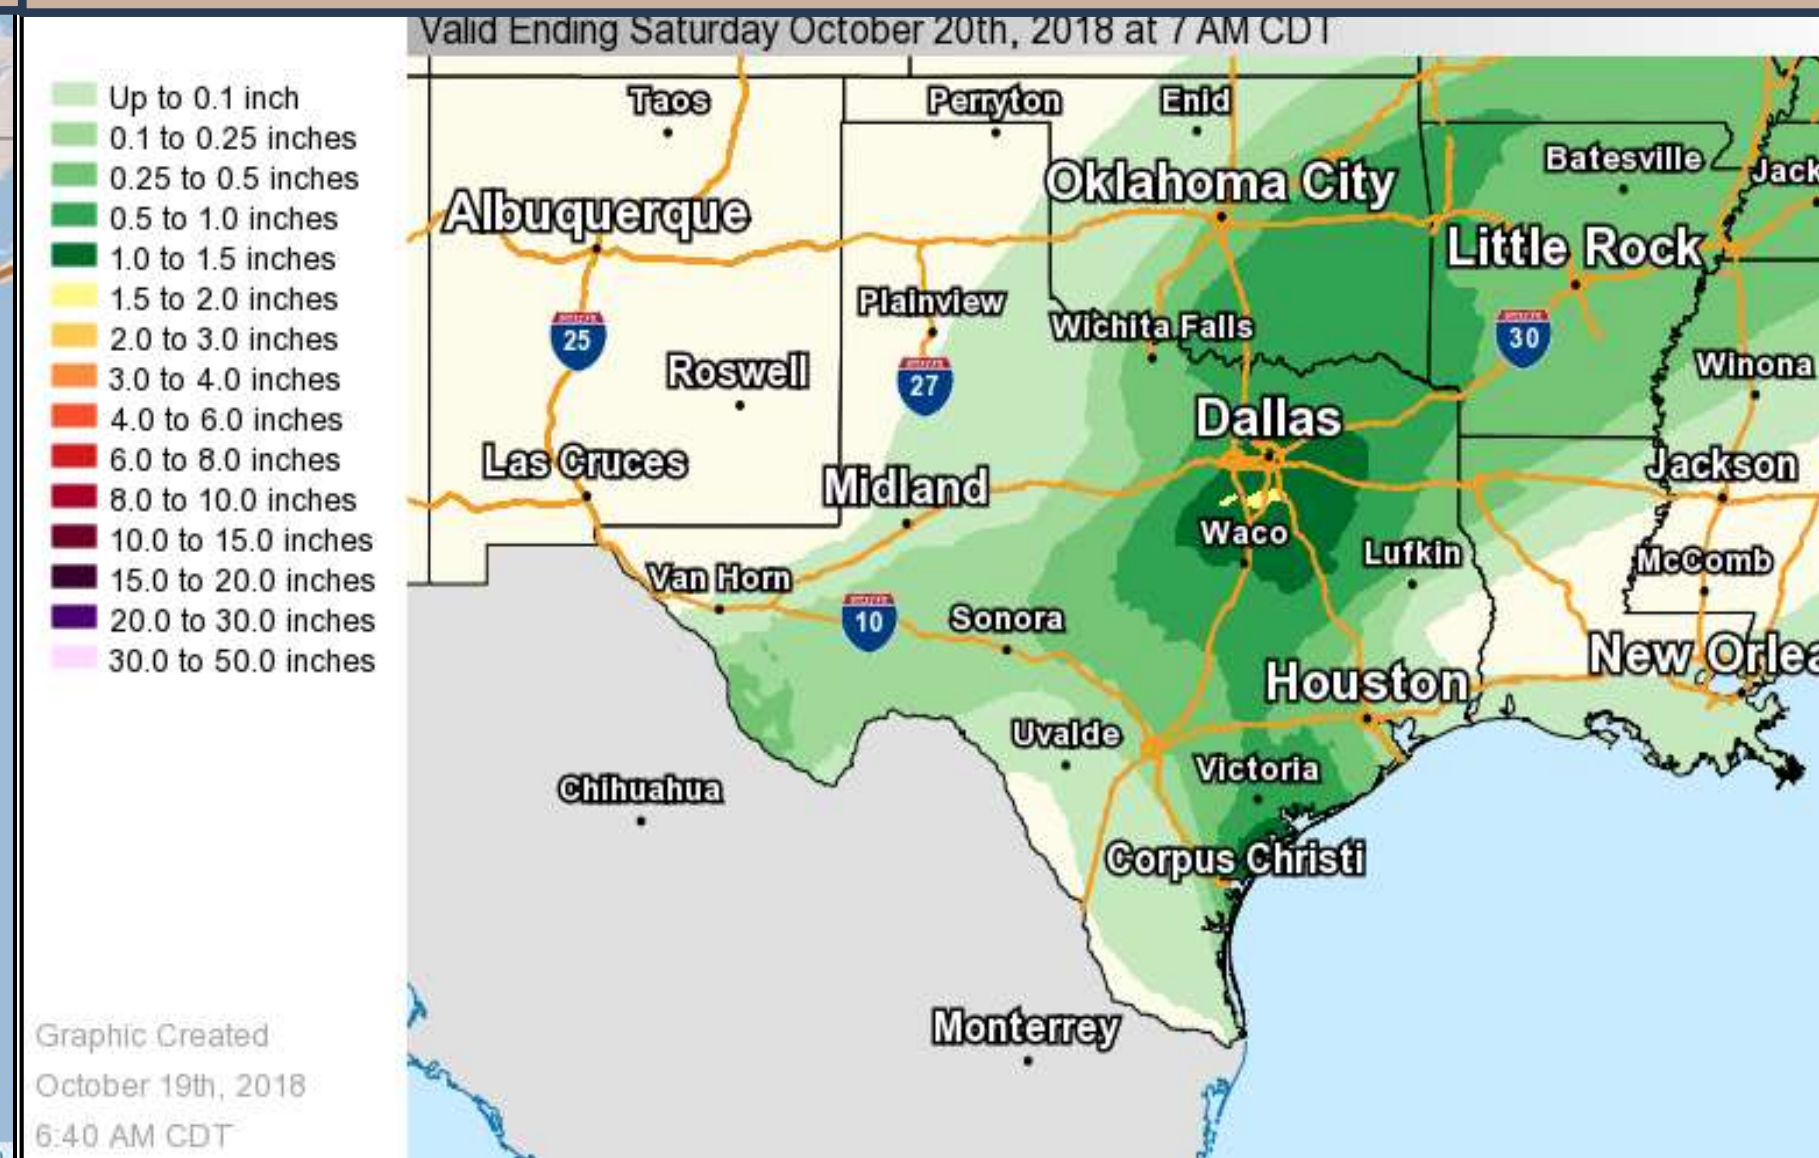 Valid Ending Saturday October 20th, 2018 at 7 AM CDT
Up to 0.1 inch
0.1 to 0.25 inches
0.25 to 0.5 inches
0.5 to 1.0 inches
1.0 to 1.5 inches
1.5 to 2.0 inches
2.0 to 3.0 inches
3.0 to 4.0 inches
4.0 to 6.0 inches
6.0 to 8.0 inches
8.0 to 10.0 inches
10.0 to 15.0 inches
15.0 to 20.0 inches
20.0 to 30.0 inches
30.0 to 50.0 inches
Graphic Created
October 19th, 2018
6:40 AM CDT
Taos
Perryton
Enid
Batesville
Jack
Oklahoma City
Albuquerque
Little Rock
Plainview
Wichita Falls
25
30
Roswell
27
Winona
Dallas
Las Cruces
Midland
Jackson
Waco
Lufkin
McComb
Van Horn
10
Sonora
New Orlea
Houston
Uvalde
Victoria
Chihuahua
Corpus Christi
Monterrey